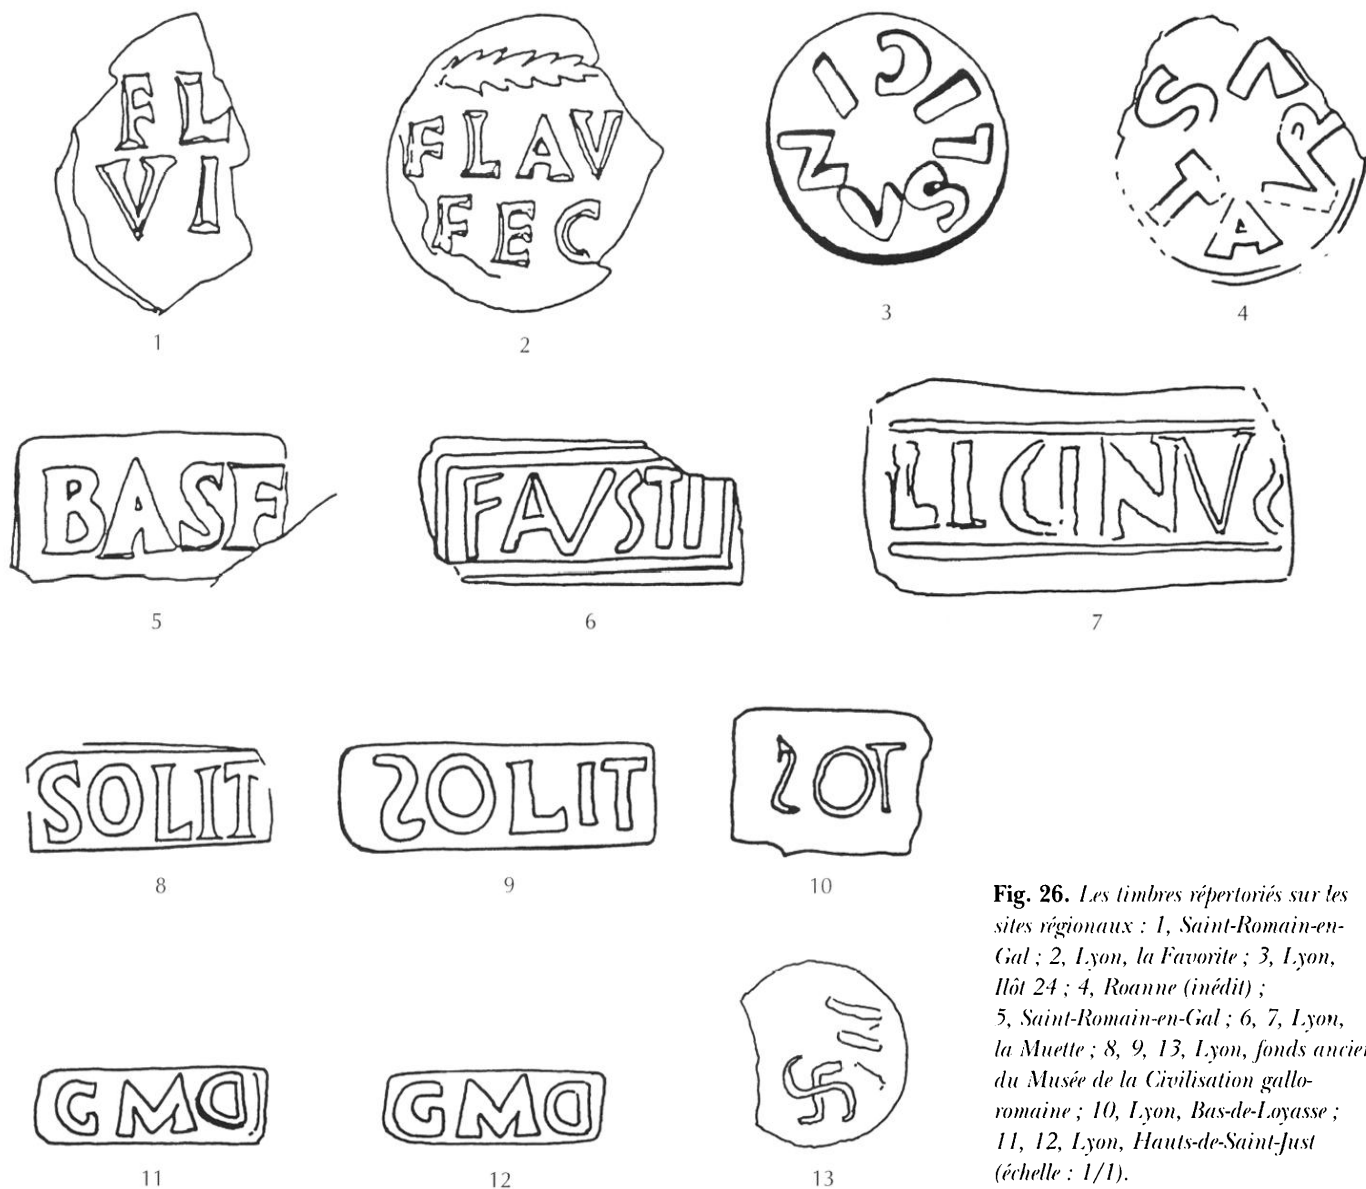 FL
VI
1
FLAV
FEC
2
LICINVS
3
4
BASF
5
FAVSTI
6
LICINVS
7
SOLIT
8
SOLIT
9
SOT
10
GMD
11
GMD
12
13
Fig. 26. Les timbres répertoriés sur les
sites régionaux : 1, Saint-Romain-en-
Gal ; 2, Lyon, la Favorite ; 3, Lyon,
Ilôt 24 ; 4, Roanne (inédit) ;
5, Saint-Romain-en-Gal ; 6, 7, Lyon,
la Muette ; 8, 9, 13, Lyon, fonds ancien
du Musée de la Civilisation gallo-
romaine ; 10, Lyon, Bas-de-Loyasse ;
11, 12, Lyon, Hauts-de-Saint-Just
(échelle : 1/1).